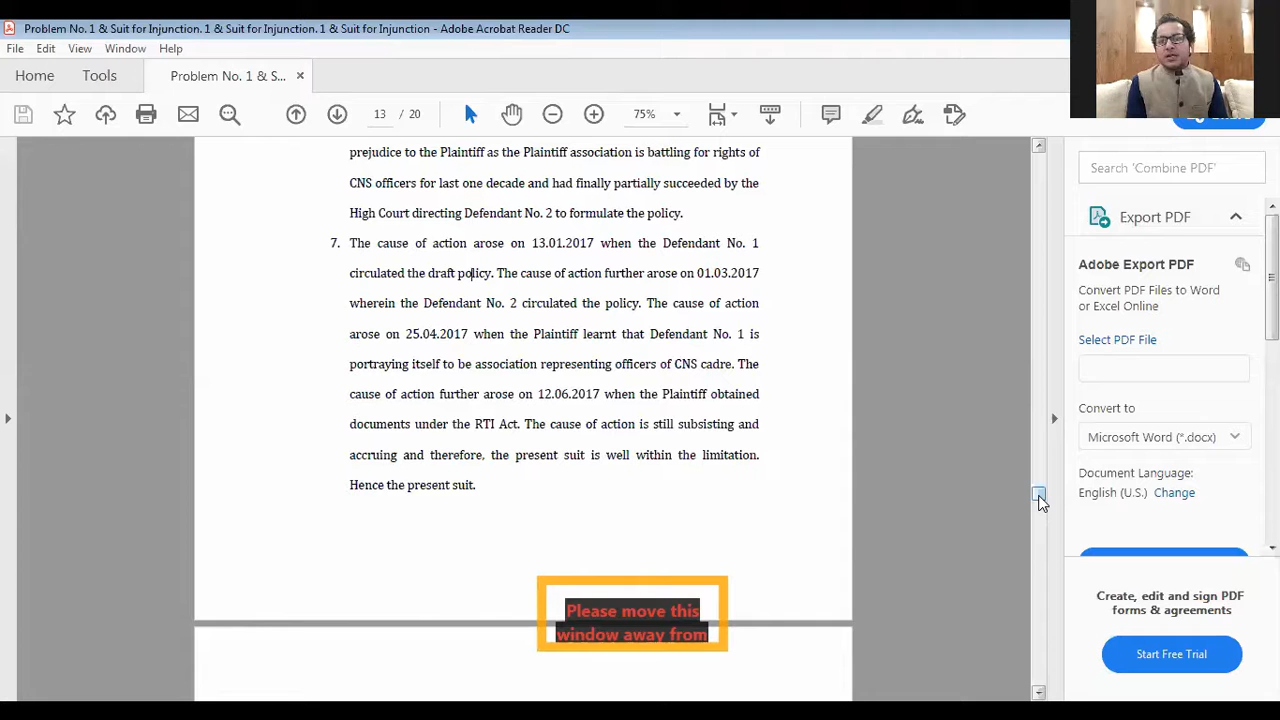 Problem No. 1 & Suit for Injunction. 1 & Suit for Injunction. 1 & Suit for Injunction - Adobe Acrobat Reader DC
File Edit View Window Help
Home Tools Problem No. 1 & S... ×
13 / 20 75%
prejudice to the Plaintiff as the Plaintiff association is battling for rights of
CNS officers for last one decade and had finally partially succeeded by the
High Court directing Defendant No. 2 to formulate the policy.
7. The cause of action arose on 13.01.2017 when the Defendant No. 1
circulated the draft policy. The cause of action further arose on 01.03.2017
wherein the Defendant No. 2 circulated the policy. The cause of action
arose on 25.04.2017 when the Plaintiff learnt that Defendant No. 1 is
portraying itself to be association representing officers of CNS cadre. The
cause of action further arose on 12.06.2017 when the Plaintiff obtained
documents under the RTI Act. The cause of action is still subsisting and
accruing and therefore, the present suit is well within the limitation.
Hence the present suit.
Please move this
window away from
Search 'Combine PDF'
Export PDF
Adobe Export PDF
Convert PDF Files to Word
or Excel Online
Select PDF File
Convert to
Microsoft Word (*.docx)
Document Language:
English (U.S.) Change
Create, edit and sign PDF
forms & agreements
Start Free Trial